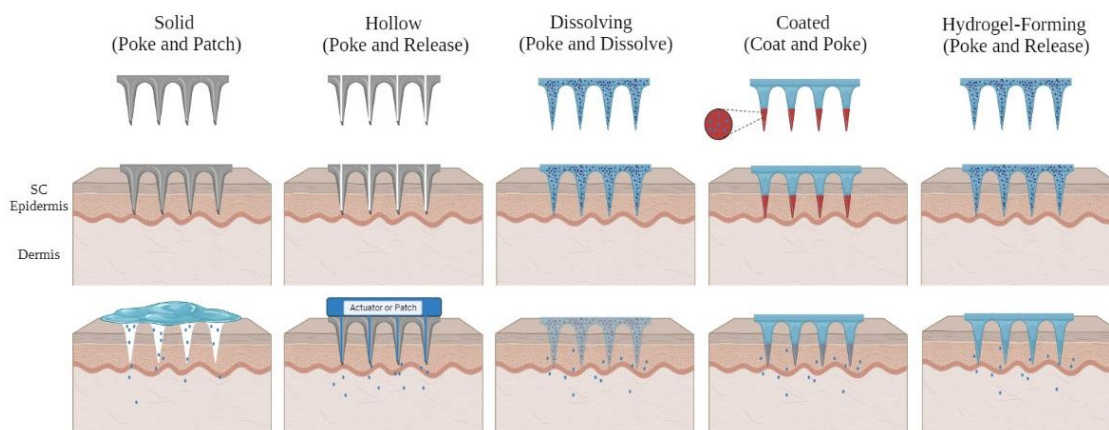 Solid
(Poke and Patch)
Hollow
(Poke and Release)
Dissolving
(Poke and Dissolve)
Coated
(Coat and Poke)
Hydrogel-Forming
(Poke and Release)
SC
Epidermis
Dermis
Actuator or Patch